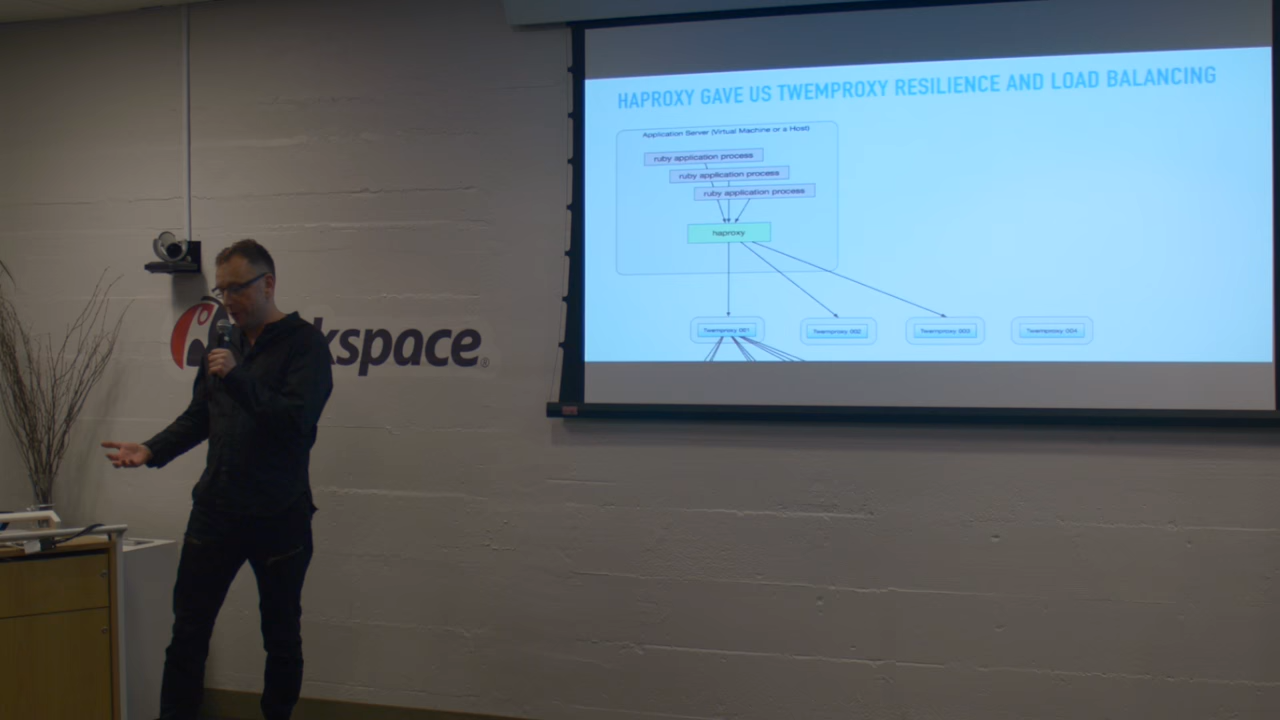 HAPROXY GAVE US TWEMPROXY RESILIENCE AND LOAD BALANCING
Application Server (Virtual Machine or a Host)
ruby application process
ruby application process
ruby application process
haproxy
Twemproxy 001
Twemproxy 002
Twemproxy 003
Twemproxy 004
kspace